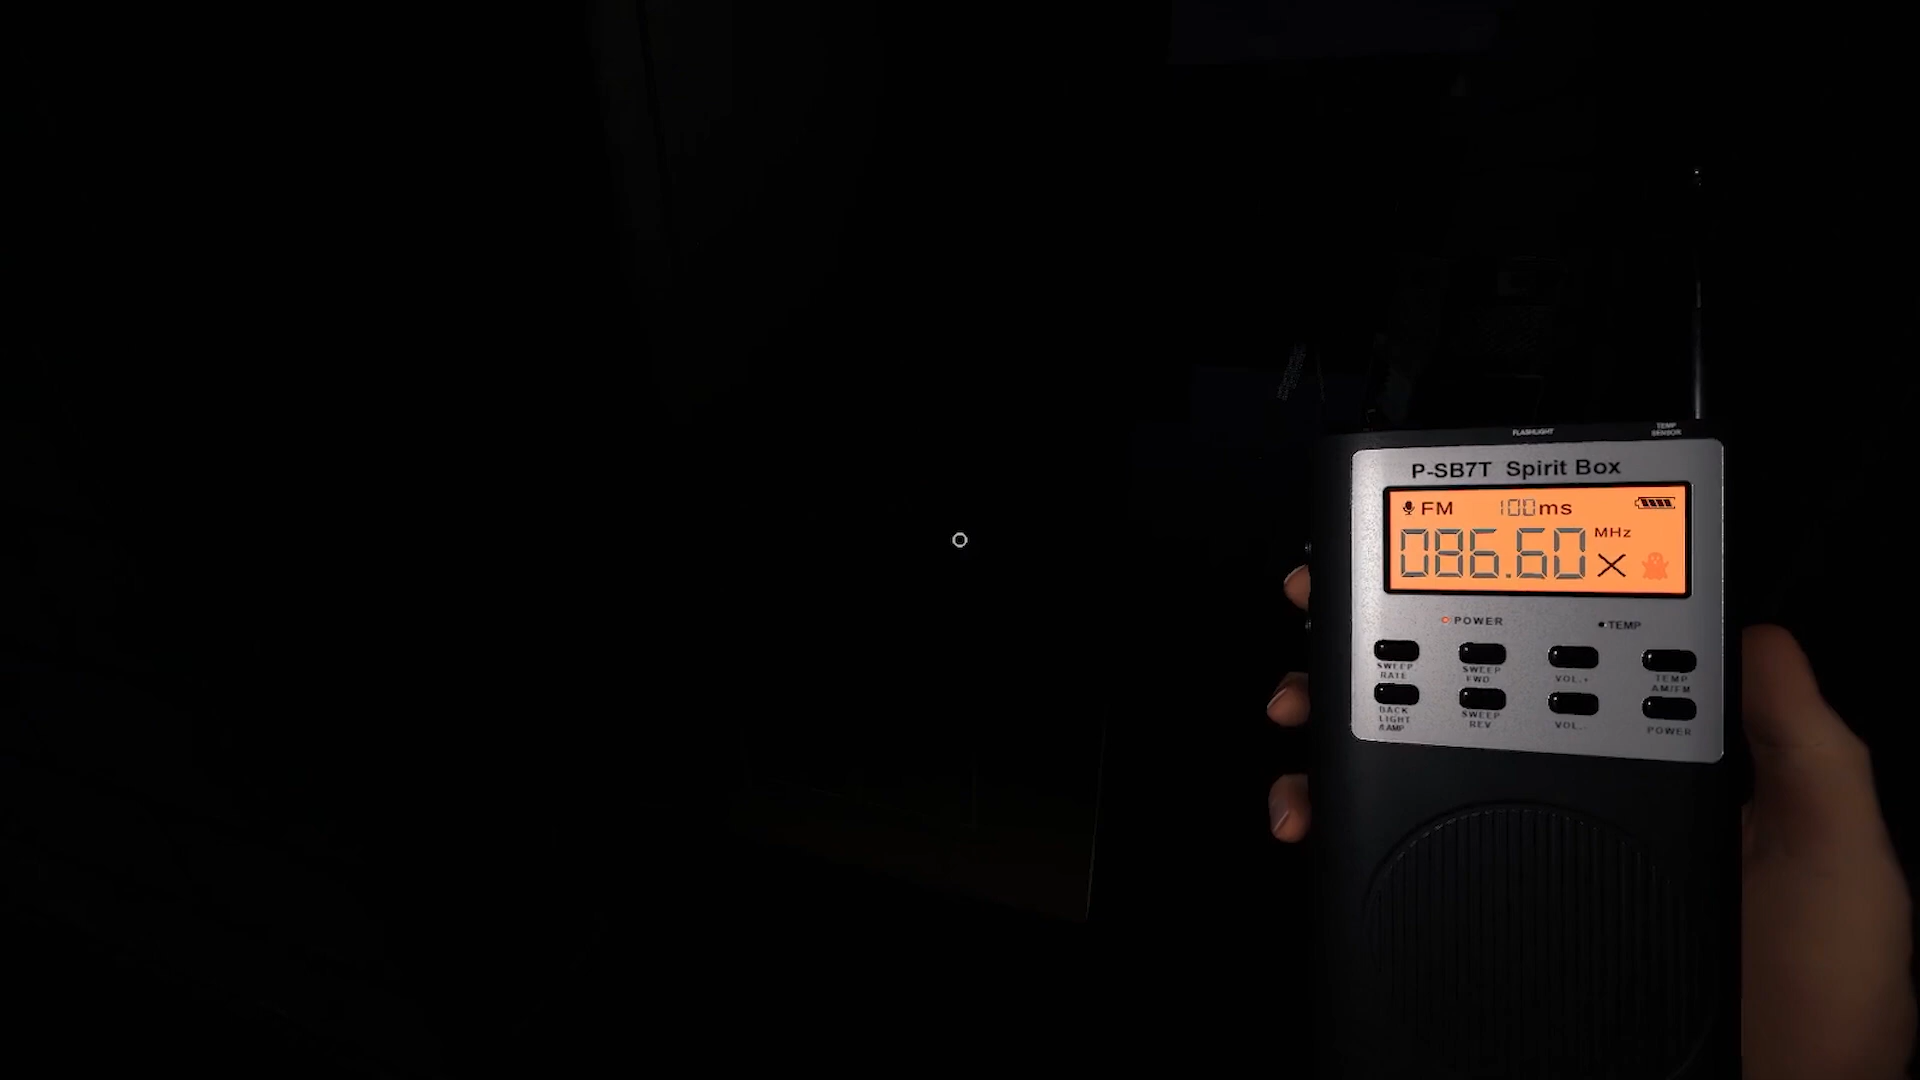 FLASHLIGHT
TEMP
SENSOR
P-SB7T Spirit Box
FM 100ms
086.60 MHz
POWER
TEMP
SWEEP
RATE
SWEEP
FWD
VOL.+
TEMP
AM/FM
BACK
LIGHT
&AMP
SWEEP
REV
VOL.-
POWER